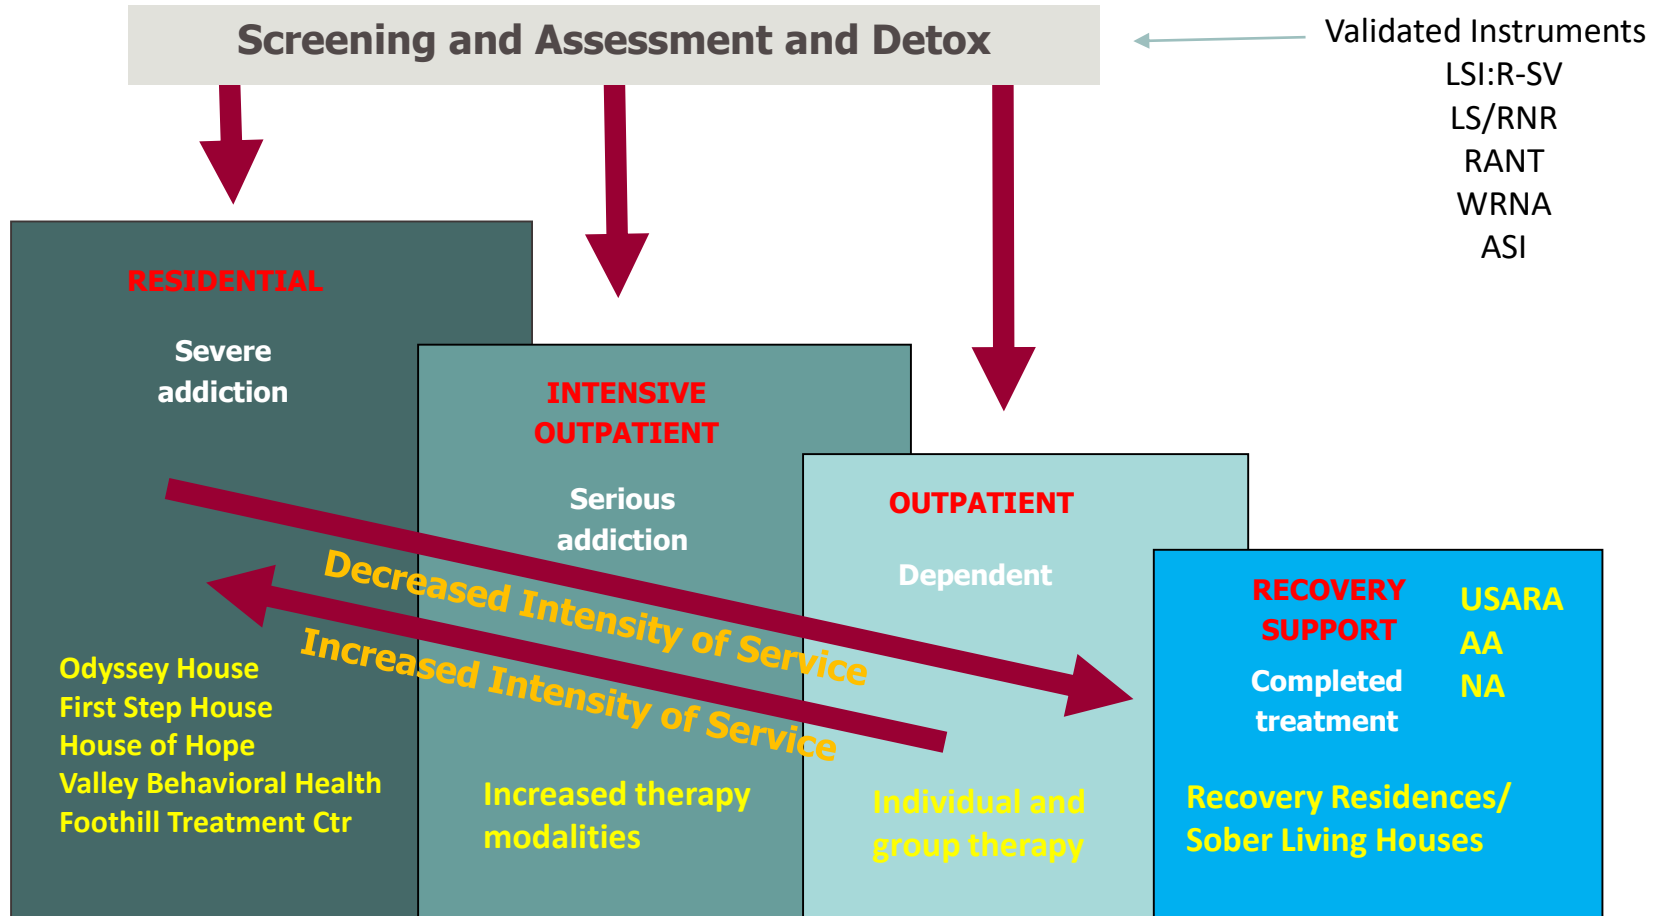 Screening and Assessment and Detox
Validated Instruments
LSI:R-SV
LS/RNR
RANT
WRNA
ASI
RESIDENTIAL
Severe
addiction
Odyssey House
First Step House
House of Hope
Valley Behavioral Health
Foothill Treatment Ctr
INTENSIVE
OUTPATIENT
Serious
addiction
Decreased Intensity of Service
Increased Intensity of Service
Increased therapy
modalities
OUTPATIENT
Dependent
Individual and
group therapy
RECOVERY
SUPPORT
Completed
treatment
USARA
AA
NA
Recovery Residences/
Sober Living Houses